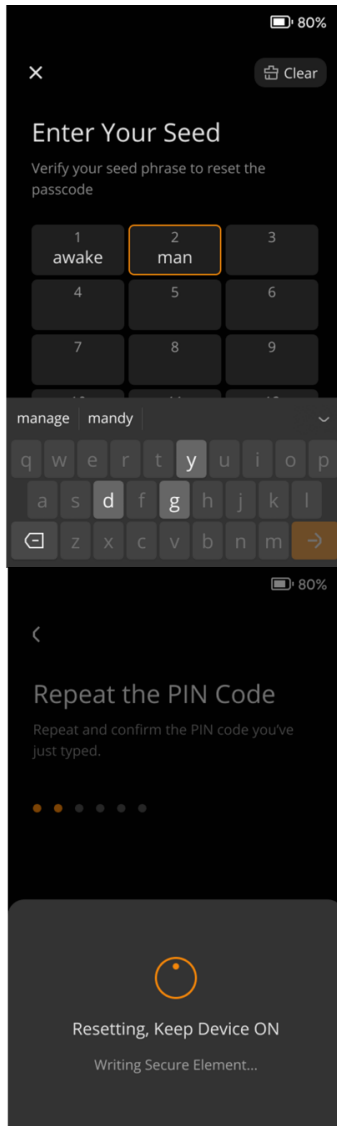 80%
Clear
Enter Your Seed
Verify your seed phrase to reset the
passcode
1 2 3
awake man
4 5 6
7 8 9
manage mandy
q w e r t y u i o p
a s d f g h j k l
z x c v b n m
80%
Repeat the PIN Code
Repeat and confirm the PIN code you've
just typed.
Resetting, Keep Device ON
Writing Secure Element...